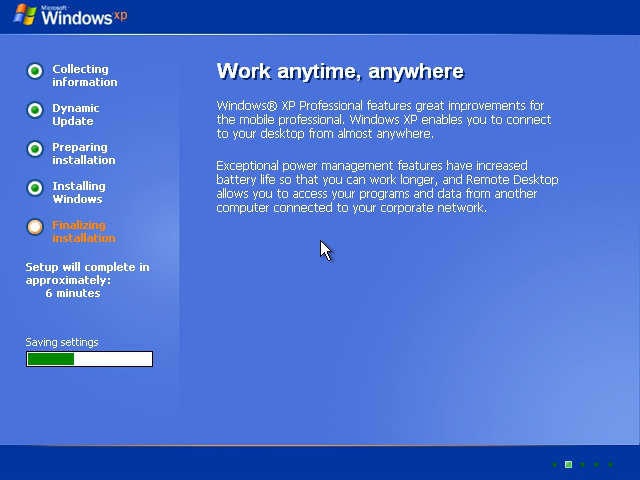 Microsoft
Windows xp
Collecting
information
Dynamic
Update
Preparing
installation
Installing
Windows
Finalizing
installation
Setup will complete in
approximately:
6 minutes
Saving settings
Work anytime, anywhere
Windows® XP Professional features great improvements for
the mobile professional. Windows XP enables you to connect
to your desktop from almost anywhere.
Exceptional power management features have increased
battery life so that you can work longer, and Remote Desktop
allows you to access your programs and data from another
computer connected to your corporate network.